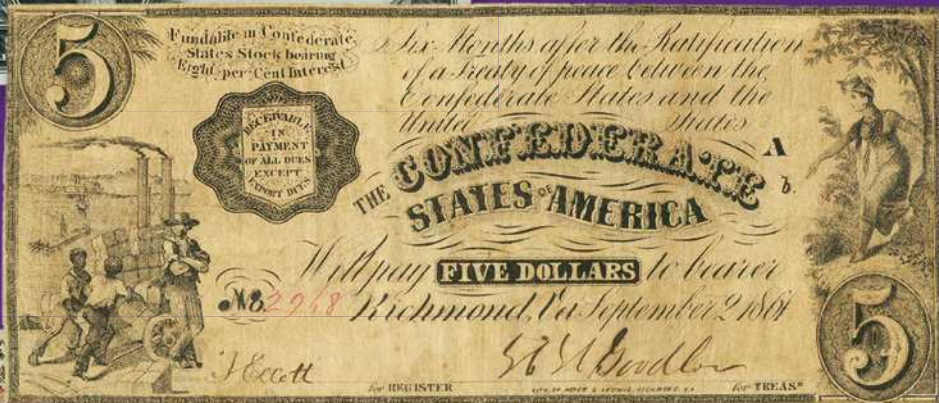 5
Fundable in Confederate
States Stock bearing
Eight per Cent Interest
RECEIVABLE
IN
PAYMENT
OF ALL DUES
EXCEPT
EXPORT DUTIES
Six Months after the Ratification
of a Treaty of peace between the
Confederate States and the
United States
A
b.
THE CONFEDERATE
STATES OF AMERICA
Will pay FIVE DOLLARS to bearer
No. 82968 Richmond, Va September 2 1861
for REGISTER
for TREASR
5